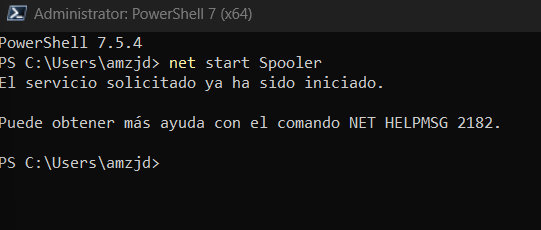 Administrator: PowerShell 7 (x64)
PowerShell 7.5.4
PS C:\Users\amzjd> net start Spooler
El servicio solicitado ya ha sido iniciado.
Puede obtener más ayuda con el comando NET HELPMSG 2182.
PS C:\Users\amzjd>